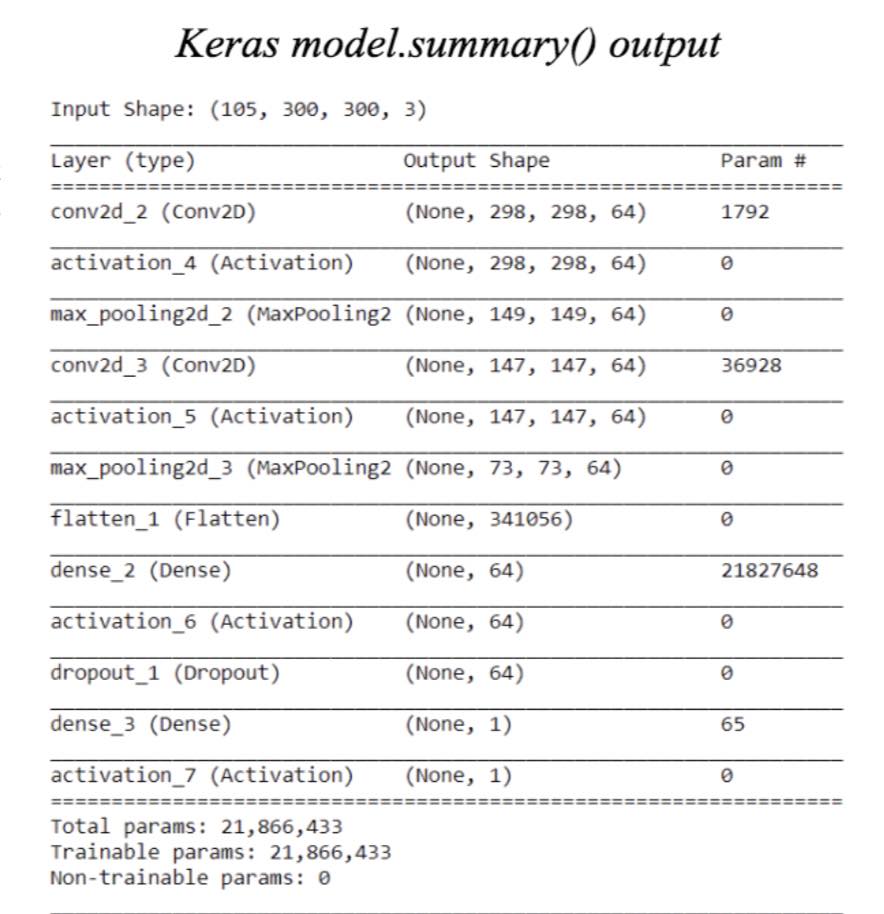 Keras model.summary() output
Input Shape: (105, 300, 300, 3)
Layer (type) Output Shape Param #
conv2d_2 (Conv2D) (None, 298, 298, 64) 1792
activation_4 (Activation) (None, 298, 298, 64) 0
max_pooling2d_2 (MaxPooling2 (None, 149, 149, 64) 0
conv2d_3 (Conv2D) (None, 147, 147, 64) 36928
activation_5 (Activation) (None, 147, 147, 64) 0
max_pooling2d_3 (MaxPooling2 (None, 73, 73, 64) 0
flatten_1 (Flatten) (None, 341056) 0
dense_2 (Dense) (None, 64) 21827648
activation_6 (Activation) (None, 64) 0
dropout_1 (Dropout) (None, 64) 0
dense_3 (Dense) (None, 1) 65
activation_7 (Activation) (None, 1) 0
Total params: 21,866,433
Trainable params: 21,866,433
Non-trainable params: 0